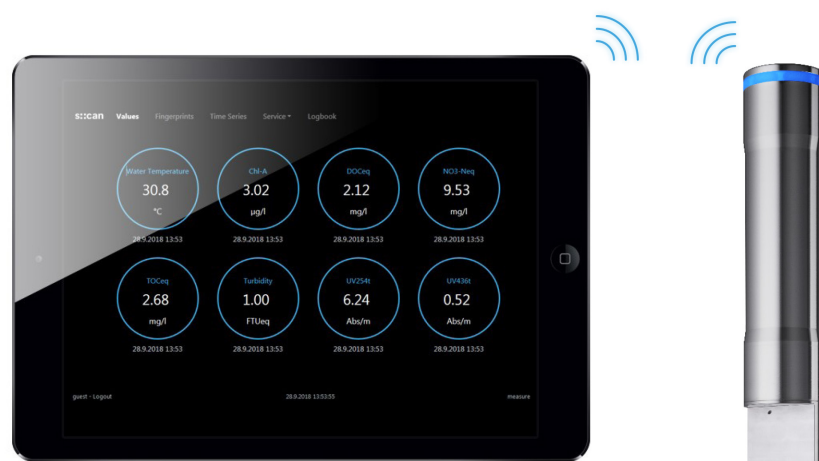 s::can Values Fingerprints Time Series Service Logbook
Water Temperature Chl-A DOCeq NO3-Neq
30.8 3.02 2.12 9.53
°C µg/l mg/l mg/l
28.9.2018 13:53 28.9.2018 13:53 28.9.2018 13:53 28.9.2018 13:53
TOCeq Turbidity UV254t UV436t
2.68 1.00 6.24 0.52
mg/l FTUeq Abs/m Abs/m
28.9.2018 13:53 28.9.2018 13:53 28.9.2018 13:53 28.9.2018 13:53
guest - Logout 28.9.2018 13:53:55 measure